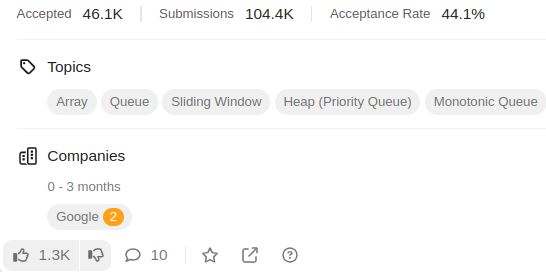 Accepted 46.1K Submissions 104.4K Acceptance Rate 44.1%
Topics
Array Queue Sliding Window Heap (Priority Queue) Monotonic Queue
Companies
0 - 3 months
Google 2
1.3K 10